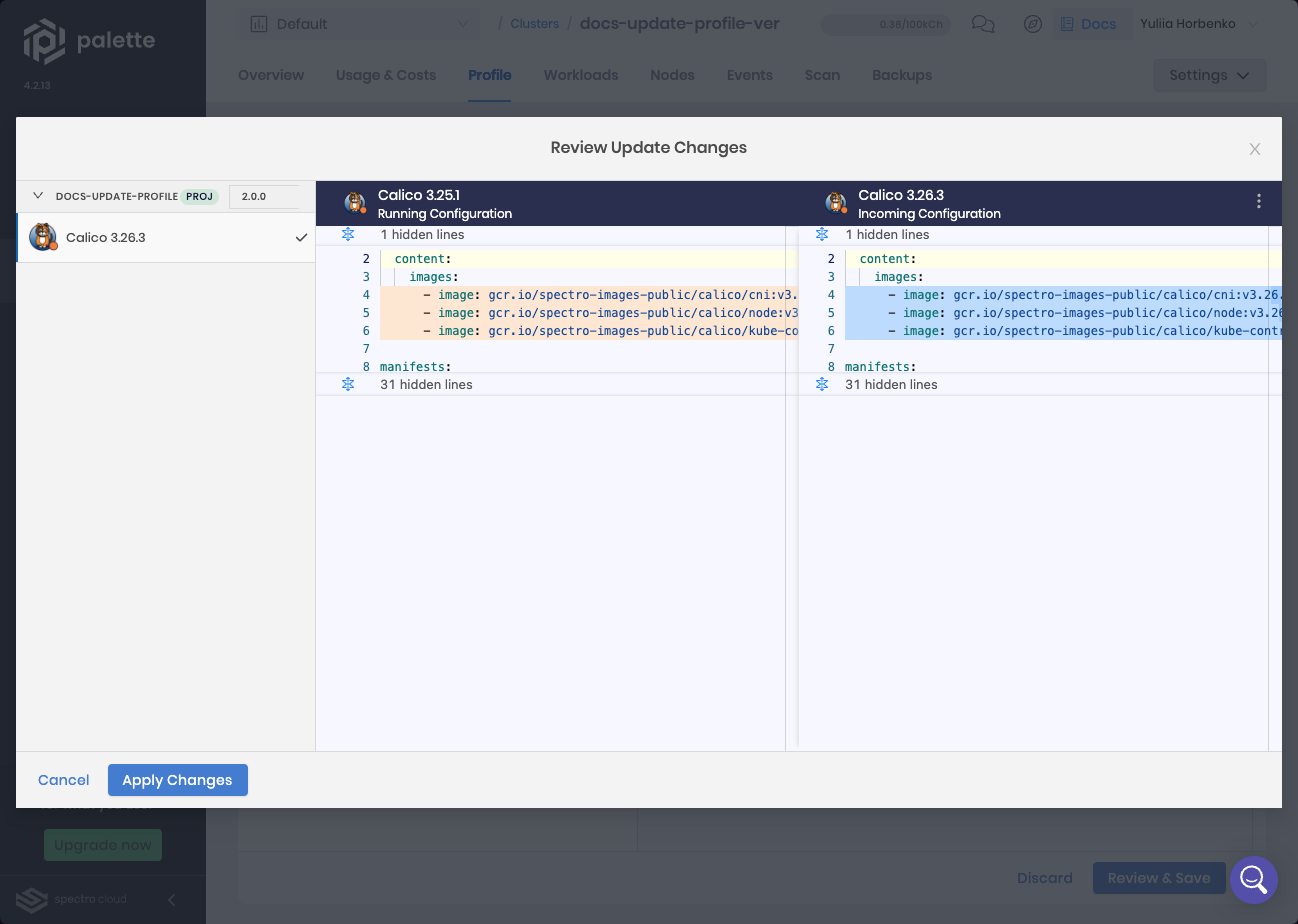 palette
4.2.13
Default
/ Clusters / docs-update-profile-ver
0.38/100kCh
Docs
Yuliia Horbenko
Overview
Usage & Costs
Profile
Workloads
Nodes
Events
Scan
Backups
Settings
Review Update Changes
DOCS-UPDATE-PROFILE PROJ 2.0.0
Calico 3.26.3
Calico 3.25.1
Running Configuration
1 hidden lines
2 content:
3 images:
4 - image: gcr.io/spectro-images-public/calico/cni:v3.
5 - image: gcr.io/spectro-images-public/calico/node:v3
6 - image: gcr.io/spectro-images-public/calico/kube-co
7
8 manifests:
31 hidden lines
Calico 3.26.3
Incoming Configuration
1 hidden lines
2 content:
3 images:
4 - image: gcr.io/spectro-images-public/calico/cni:v3.26.
5 - image: gcr.io/spectro-images-public/calico/node:v3.26
6 - image: gcr.io/spectro-images-public/calico/kube-contr
7
8 manifests:
31 hidden lines
Cancel
Apply Changes
Upgrade now
spectro cloud
Discard
Review & Save